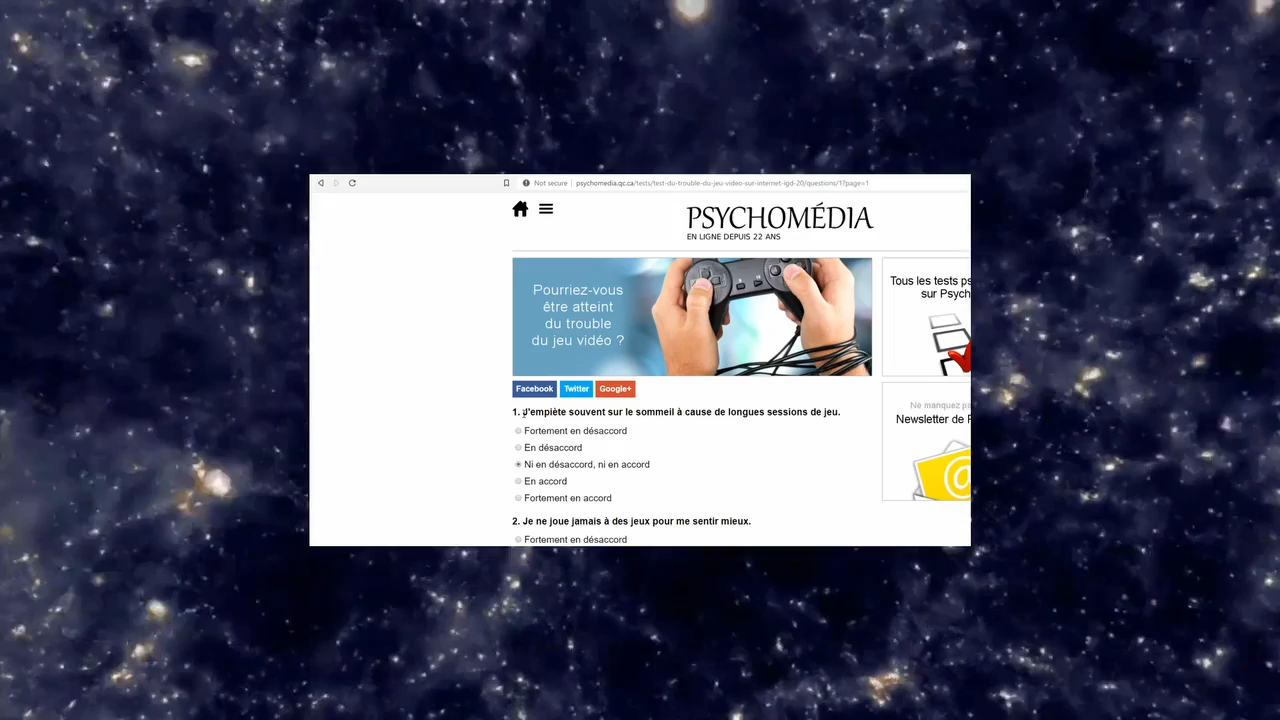 Not secure | psychomedia.qc.ca/tests/test-du-trouble-du-jeu-video-sur-internet-igd-20/questions/1?page=1
PSYCHOMÉDIA
EN LIGNE DEPUIS 22 ANS
Pourriez-vous
être atteint
du trouble
du jeu vidéo ?
Tous les tests ps
sur Psych
Facebook Twitter Google+
Ne manquez pa
Newsletter de P
1. J'empiète souvent sur le sommeil à cause de longues sessions de jeu.
Fortement en désaccord
En désaccord
Ni en désaccord, ni en accord
En accord
Fortement en accord
2. Je ne joue jamais à des jeux pour me sentir mieux.
Fortement en désaccord